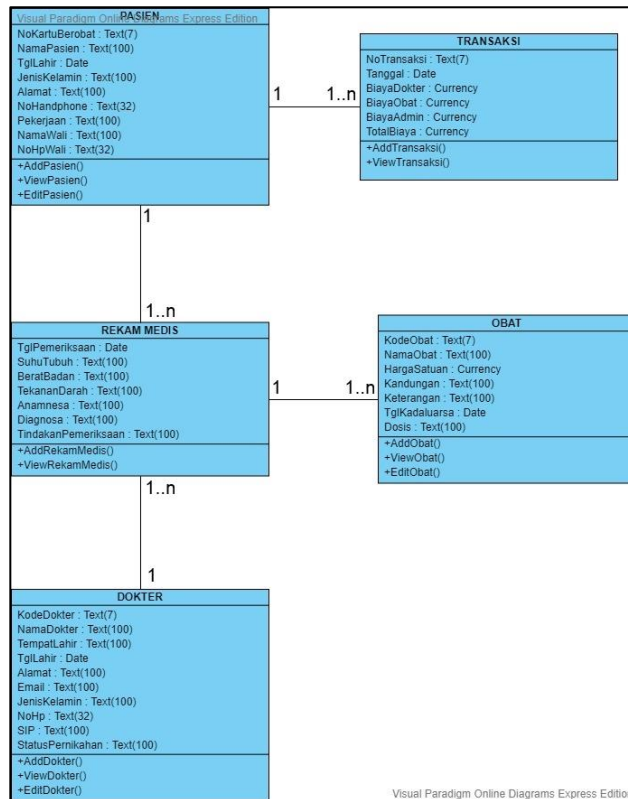 Visual Paradigm Online Diagrams Express Edition
PASIEN
NoKartuBerobat : Text(7)
NamaPasien : Text(100)
TglLahir : Date
JenisKelamin : Text(100)
Alamat : Text(100)
NoHandphone : Text(32)
Pekerjaan : Text(100)
NamaWali : Text(100)
NoHpWali : Text(32)
+AddPasien()
+ViewPasien()
+EditPasien()
1
1..n
TRANSAKSI
NoTransaksi : Text(7)
Tanggal : Date
BiayaDokter : Currency
BiayaObat : Currency
BiayaAdmin : Currency
TotalBiaya : Currency
+AddTransaksi()
+ViewTransaksi()
1
1..n
REKAM MEDIS
TglPemeriksaan : Date
SuhuTubuh : Text(100)
BeratBadan : Text(100)
TekananDarah : Text(100)
Anamnesa : Text(100)
Diagnosa : Text(100)
TindakanPemeriksaan : Text(100)
+AddRekamMedis()
+ViewRekamMedis()
1
1..n
OBAT
KodeObat : Text(7)
NamaObat : Text(100)
HargaSatuan : Currency
Kandungan : Text(100)
Keterangan : Text(100)
TglKadaluarsa : Date
Dosis : Text(100)
+AddObat()
+ViewObat()
+EditObat()
1..n
1
DOKTER
KodeDokter : Text(7)
NamaDokter : Text(100)
TempatLahir : Text(100)
TglLahir : Date
Alamat : Text(100)
Email : Text(100)
JenisKelamin : Text(100)
NoHp : Text(32)
SIP : Text(100)
StatusPernikahan : Text(100)
+AddDokter()
+ViewDokter()
+EditDokter()
Visual Paradigm Online Diagrams Express Edition